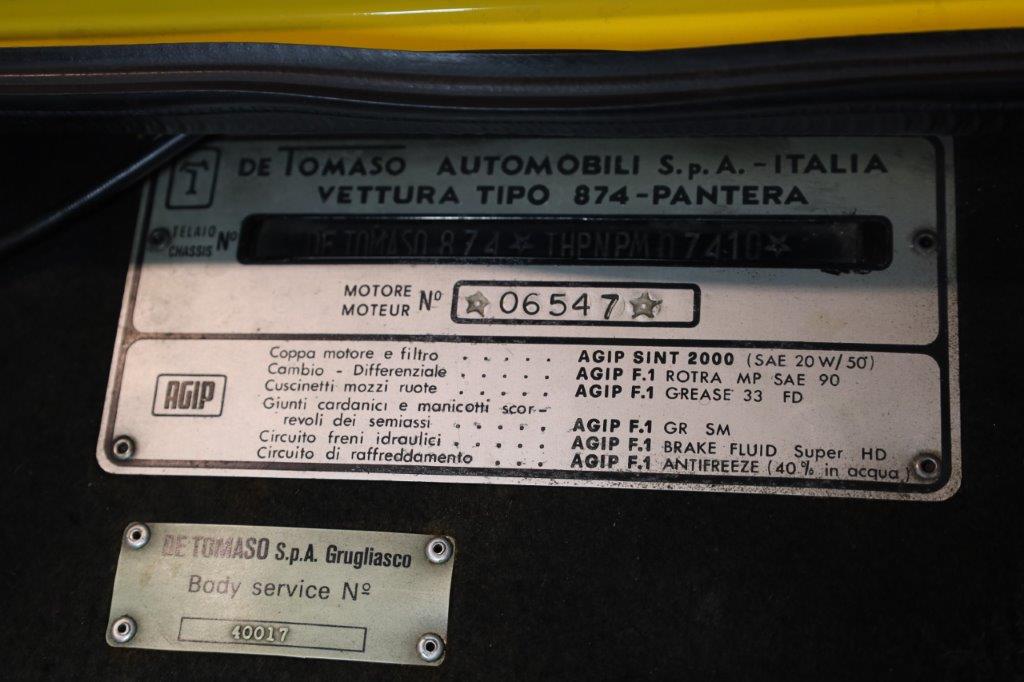 DE TOMASO AUTOMOBILI S.p.A. - ITALIA
VETTURA TIPO 874 - PANTERA
TELAIO
CHASSIS Nº
DE TOMASO 874 ☆ THPNPM 07410 ☆
MOTORE
MOTEUR Nº ☆ 06547 ☆
AGIP
Coppa motore e filtro . . . . . AGIP SINT 2000 (SAE 20 W/50)
Cambio - Differenziale . . . . . AGIP F.1 ROTRA MP SAE 90
Cuscinetti mozzi ruote . . . . . AGIP F.1 GREASE 33 FD
Giunti cardanici e manicotti scor-
revoli dei semiassi . . . . . AGIP F.1 GR SM
Circuito freni idraulici . . . . . AGIP F.1 BRAKE FLUID Super HD
Circuito di raffreddamento . . . AGIP F.1 ANTIFREEZE (40% in acqua)
DE TOMASO S.p.A. Grugliasco
Body service Nº
40017